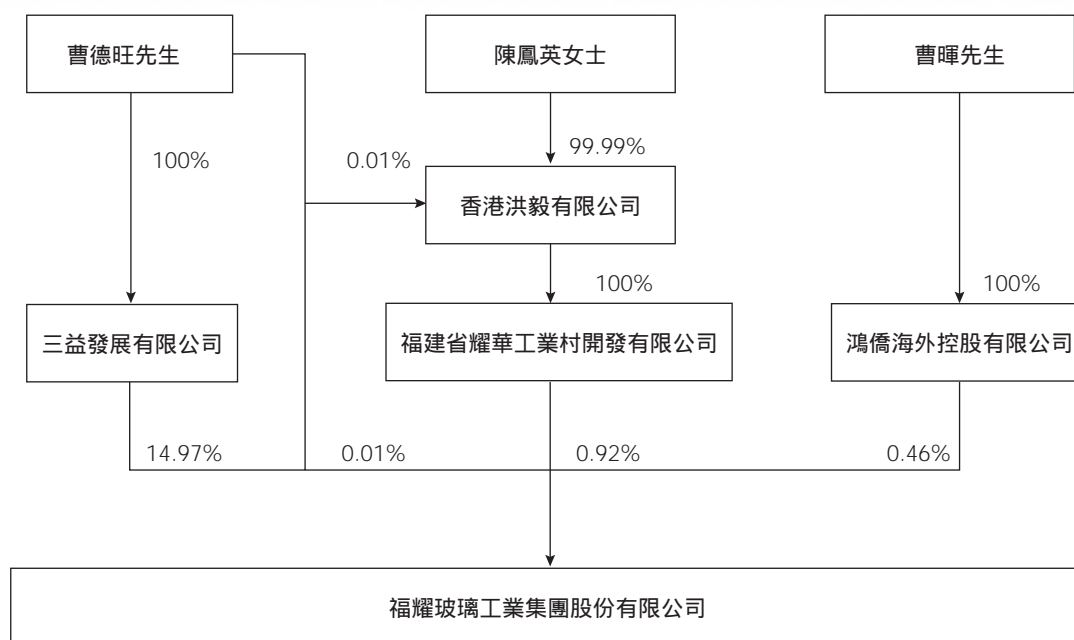 曹德旺先生
陳鳳英女士
曹暉先生
100%
0.01%
99.99%
香港洪毅有限公司
100%
100%
三益發展有限公司
福建省耀華工業村開發有限公司
鴻僑海外控股有限公司
14.97%
0.01%
0.92%
0.46%
福耀玻璃工業集團股份有限公司